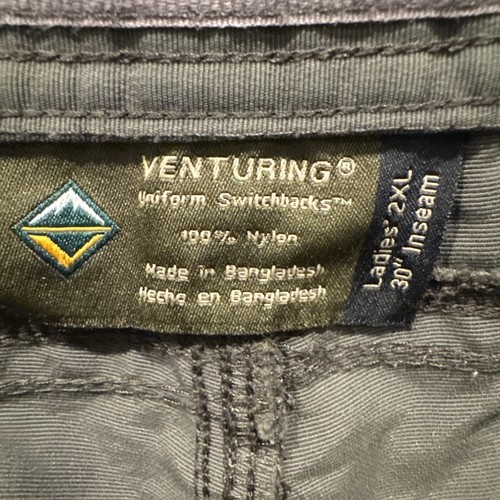 VENTURING®
Uniform Switchbacks™
100% Nylon
Made in Bangladesh
Hecho en Bangladesh
Ladies' 2XL
30" Inseam